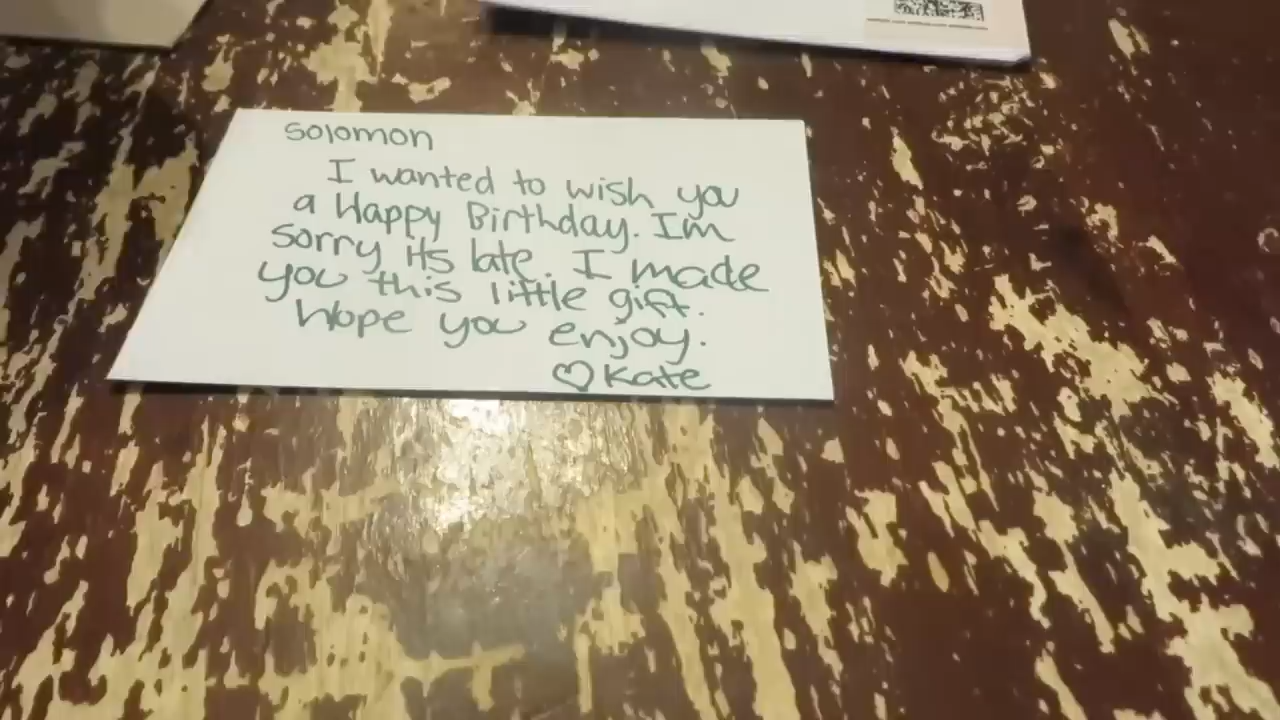 Solomon
I wanted to wish you
a Happy Birthday. Im
sorry its late. I made
you this little gift.
Hope you enjoy.
♡Kate